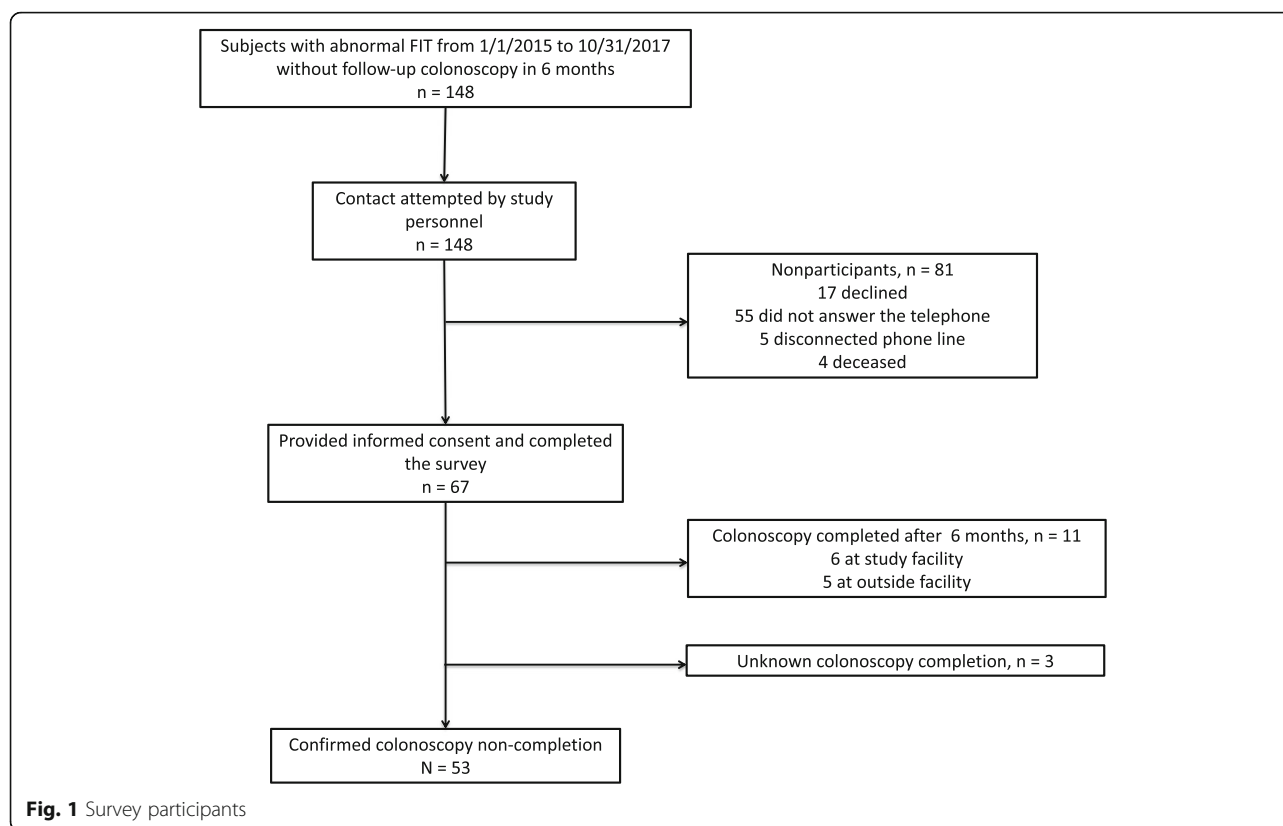 Subjects with abnormal FIT from 1/1/2015 to 10/31/2017
without follow-up colonoscopy in 6 months
n = 148
Contact attempted by study
personnel
n = 148
Nonparticipants, n = 81
17 declined
55 did not answer the telephone
5 disconnected phone line
4 deceased
Provided informed consent and completed
the survey
n = 67
Colonoscopy completed after 6 months, n = 11
6 at study facility
5 at outside facility
Unknown colonoscopy completion, n = 3
Confirmed colonoscopy non-completion
N = 53
Fig. 1 Survey participants